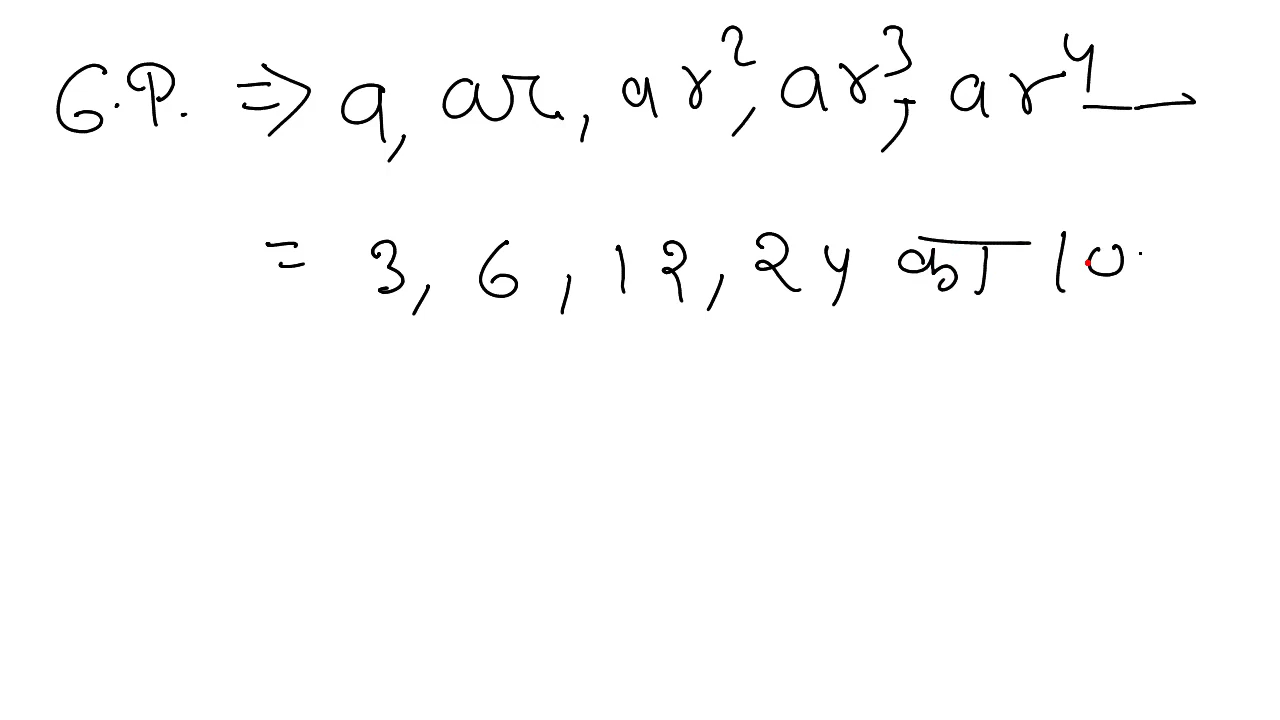 G.P. ⇒ a, ar, ar², ar³, ar⁴ →
= 3, 6, 12, 24 का 10